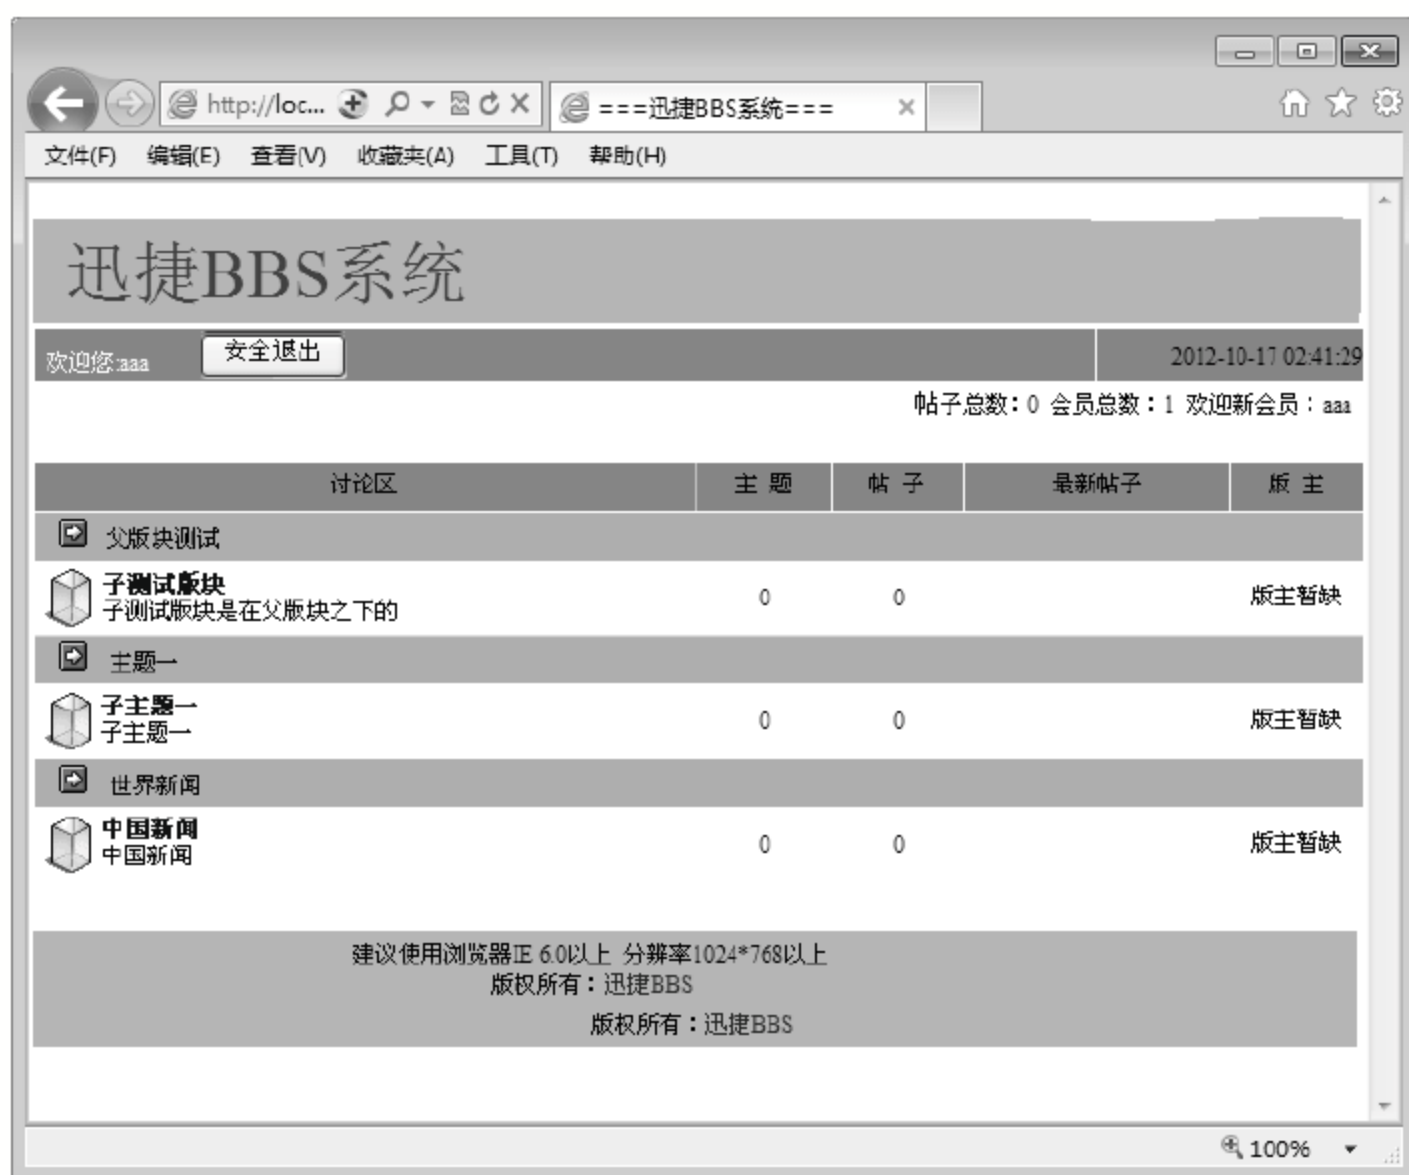 http://loc... ===迅捷BBS系统===
文件(F) 编辑(E) 查看(V) 收藏夹(A) 工具(T) 帮助(H)
迅捷BBS系统
欢迎您:aaa 安全退出 2012-10-17 02:41:29
帖子总数：0 会员总数：1 欢迎新会员：aaa
讨论区 主 题 帖 子 最新帖子 版 主
父版块测试
子测试版块
子测试版块是在父版块之下的 0 0 版主暂缺
主题一
子主题一
子主题一 0 0 版主暂缺
世界新闻
中国新闻
中国新闻 0 0 版主暂缺
建议使用浏览器IE 6.0以上 分辨率1024*768以上
版权所有：迅捷BBS
版权所有：迅捷BBS
100%